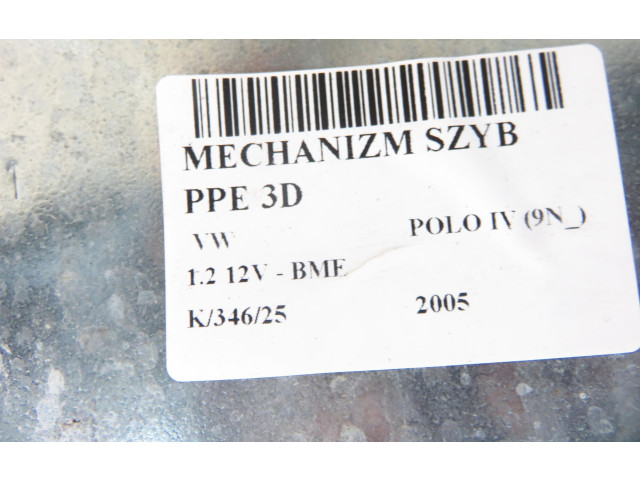 MECHANIZM SZYB
PPE 3D
VW POLO IV (9N_)
1.2 12V - BME
K/346/25 2005